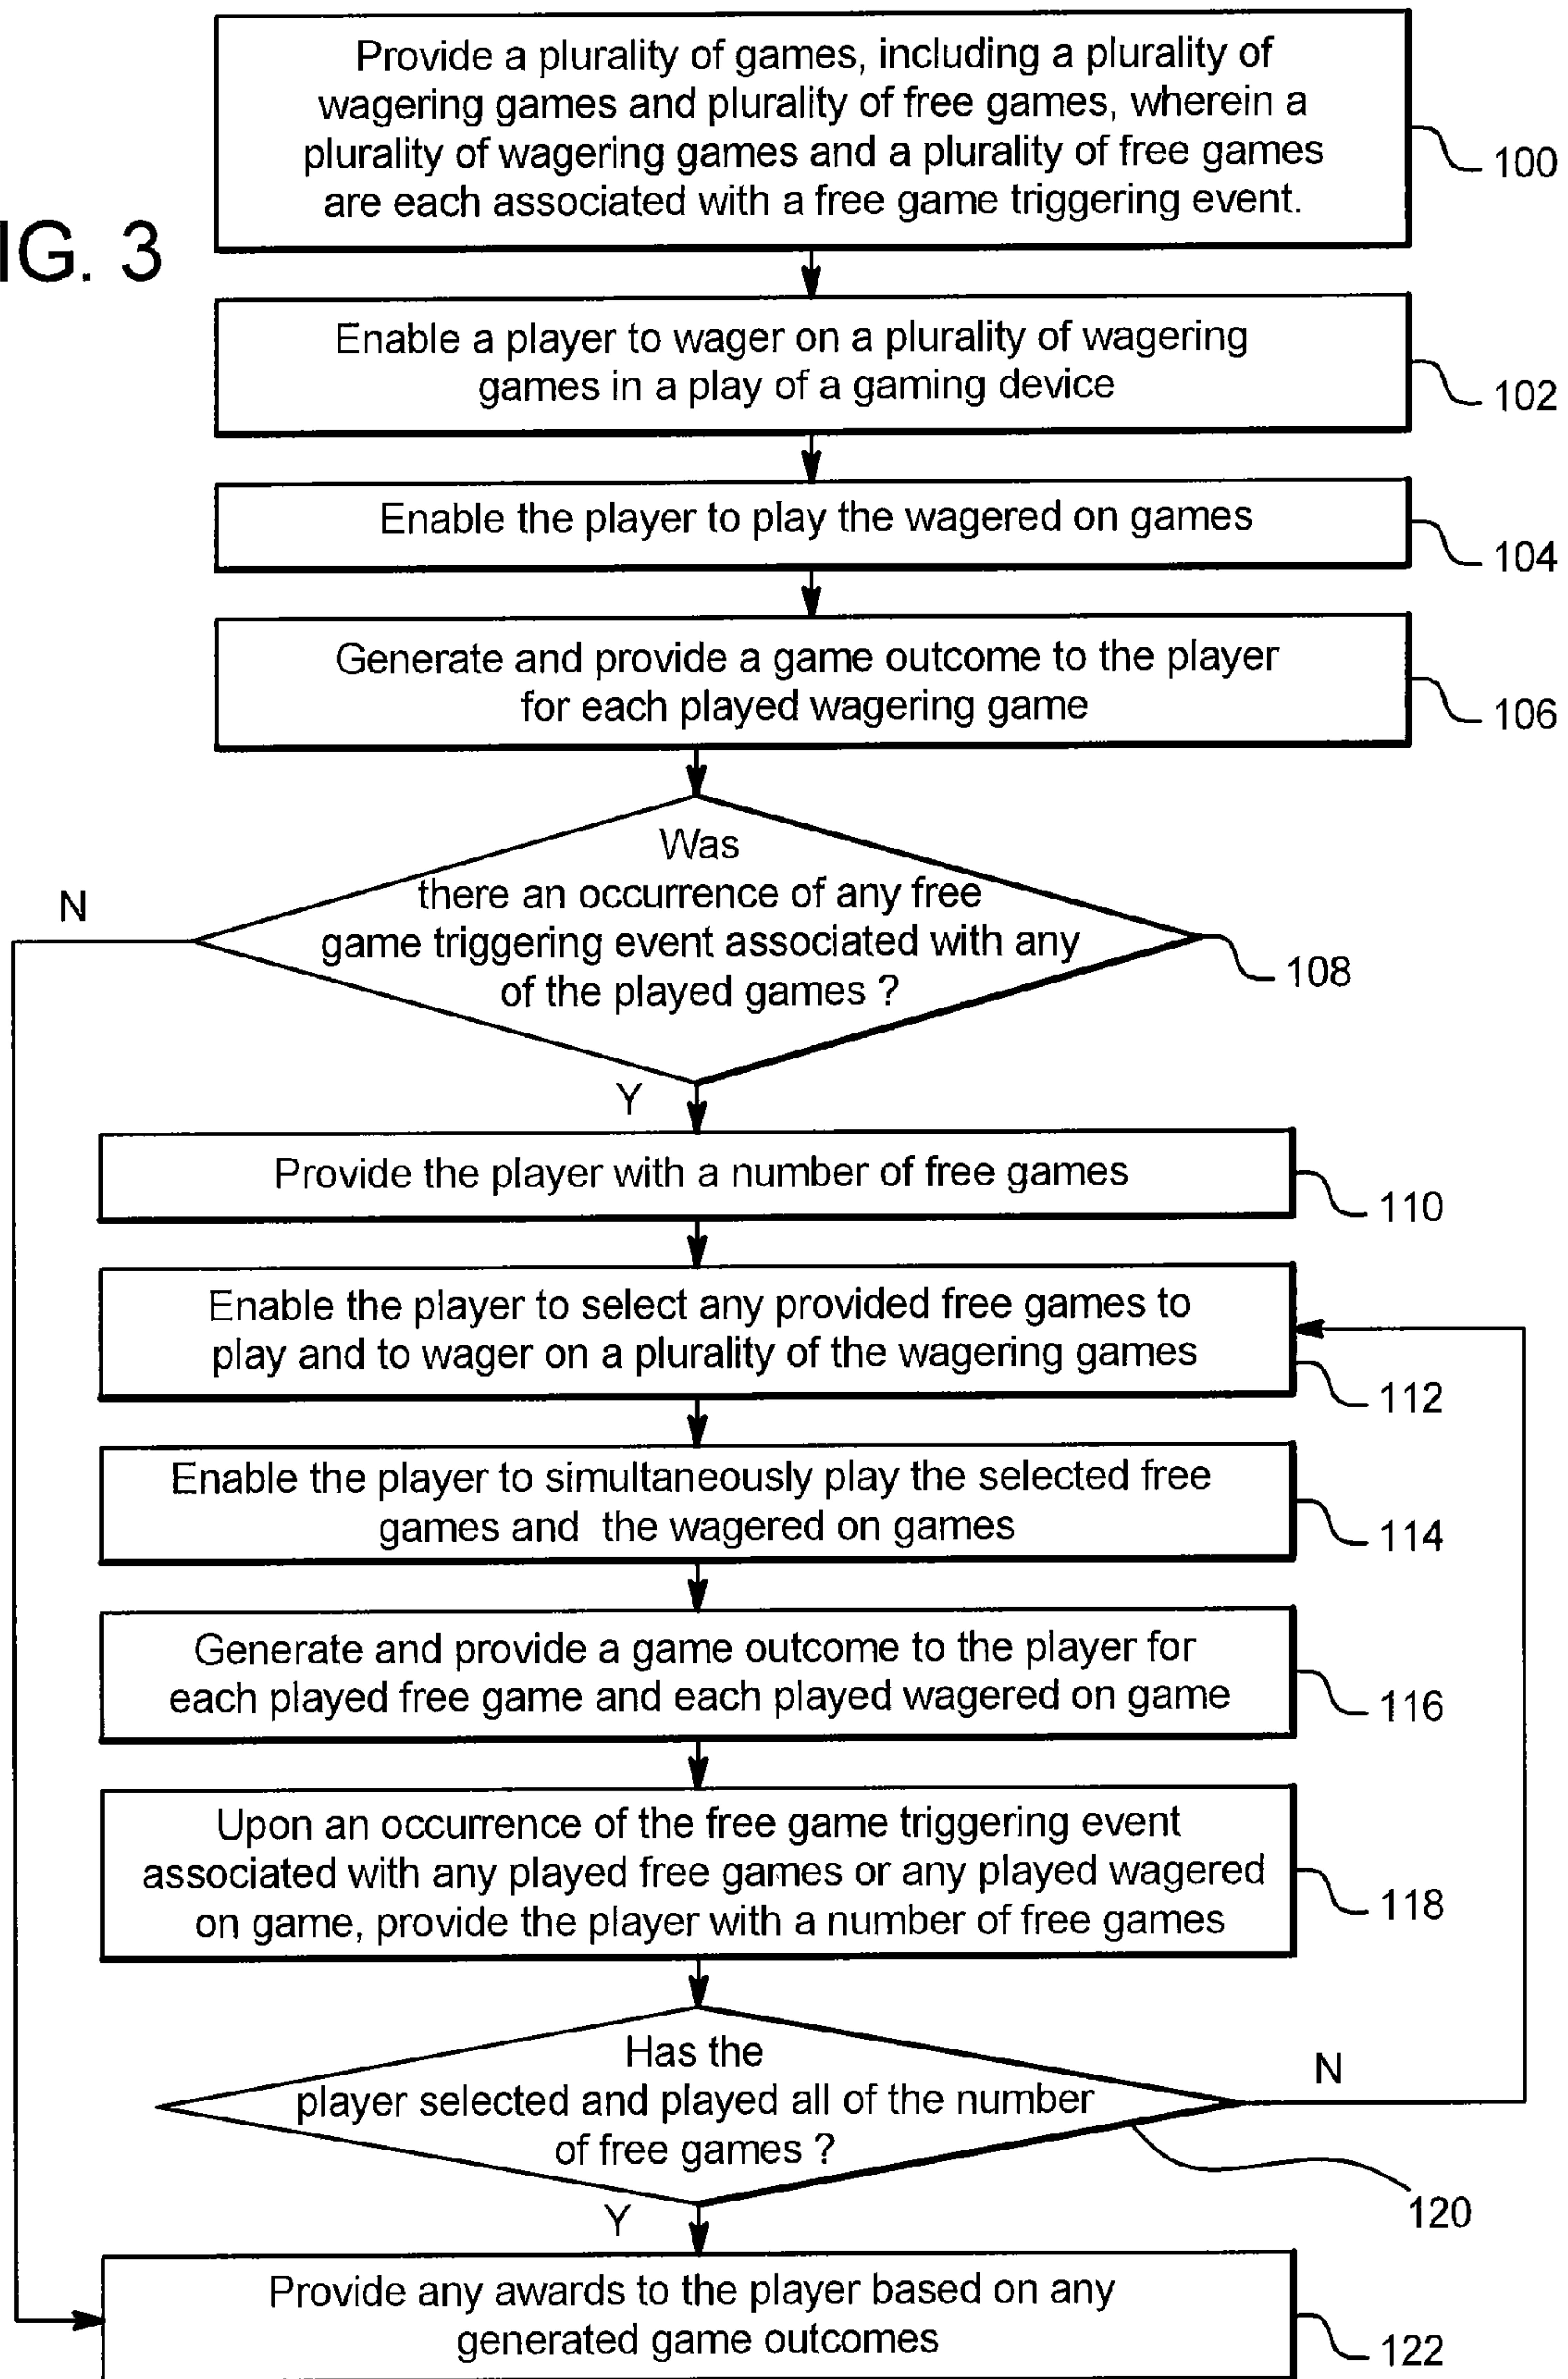 Provide a plurality of games, including a plurality of
wagering games and plurality of free games, wherein a
plurality of wagering games and a plurality of free games
are each associated with a free game triggering event.
100
IG. 3
Enable a player to wager on a plurality of wagering
games in a play of a gaming device
102
Enable the player to play the wagered on games
104
Generate and provide a game outcome to the player
for each played wagering game
106
Was
there an occurrence of any free
game triggering event associated with any
of the played games ?
N
108
Y
Provide the player with a number of free games
110
Enable the player to select any provided free games to
play and to wager on a plurality of the wagering games
112
Enable the player to simultaneously play the selected free
games and the wagered on games
114
Generate and provide a game outcome to the player for
each played free game and each played wagered on game
116
Upon an occurrence of the free game triggering event
associated with any played free games or any played wagered
on game, provide the player with a number of free games
118
Has the
player selected and played all of the number
of free games ?
N
120
Y
Provide any awards to the player based on any
generated game outcomes
122